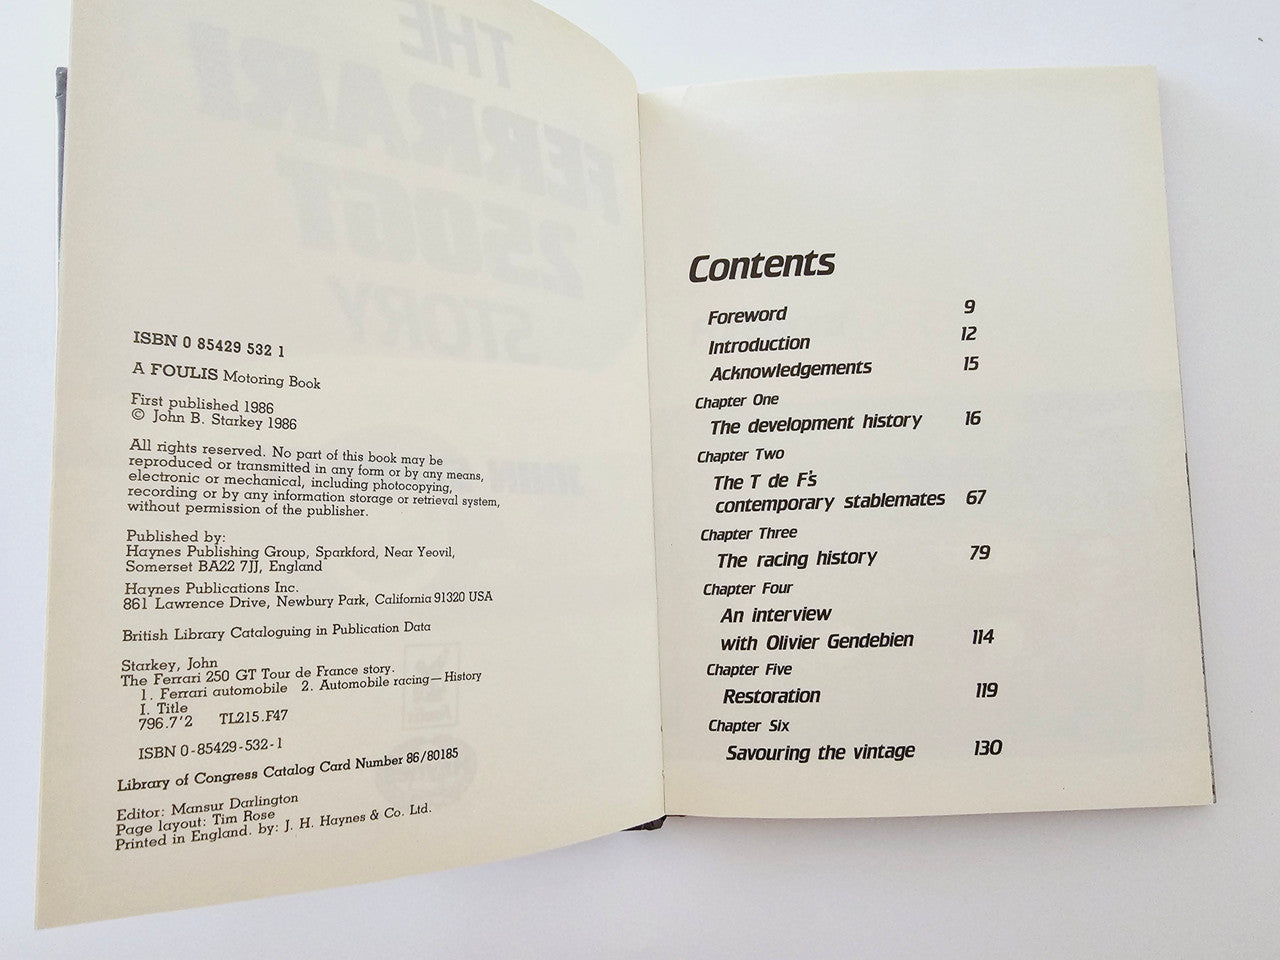 THE
FERRARI
250GT
STORY
ISBN 0 85429 532 1
A FOULIS Motoring Book
First published 1986
© John B. Starkey 1986
All rights reserved. No part of this book may be
reproduced or transmitted in any form or by any means,
electronic or mechanical, including photocopying,
recording or by any information storage or retrieval system,
without permission of the publisher.
Published by:
Haynes Publishing Group, Sparkford, Near Yeovil,
Somerset BA22 7JJ, England
Haynes Publications Inc.
861 Lawrence Drive, Newbury Park, California 91320 USA
British Library Cataloguing in Publication Data
Starkey, John
The Ferrari 250 GT Tour de France story.
1. Ferrari automobile 2. Automobile racing—History
I. Title
796.7'2 TL215.F47
ISBN 0-85429-532-1
Library of Congress Catalog Card Number 86/80185
Editor: Mansur Darlington
Page layout: Tim Rose
Printed in England. by: J. H. Haynes & Co. Ltd.
Contents
Foreword 9
Introduction 12
Acknowledgements 15
Chapter One
The development history 16
Chapter Two
The T de F's
contemporary stablemates 67
Chapter Three
The racing history 79
Chapter Four
An interview
with Olivier Gendebien 114
Chapter Five
Restoration 119
Chapter Six
Savouring the vintage 130